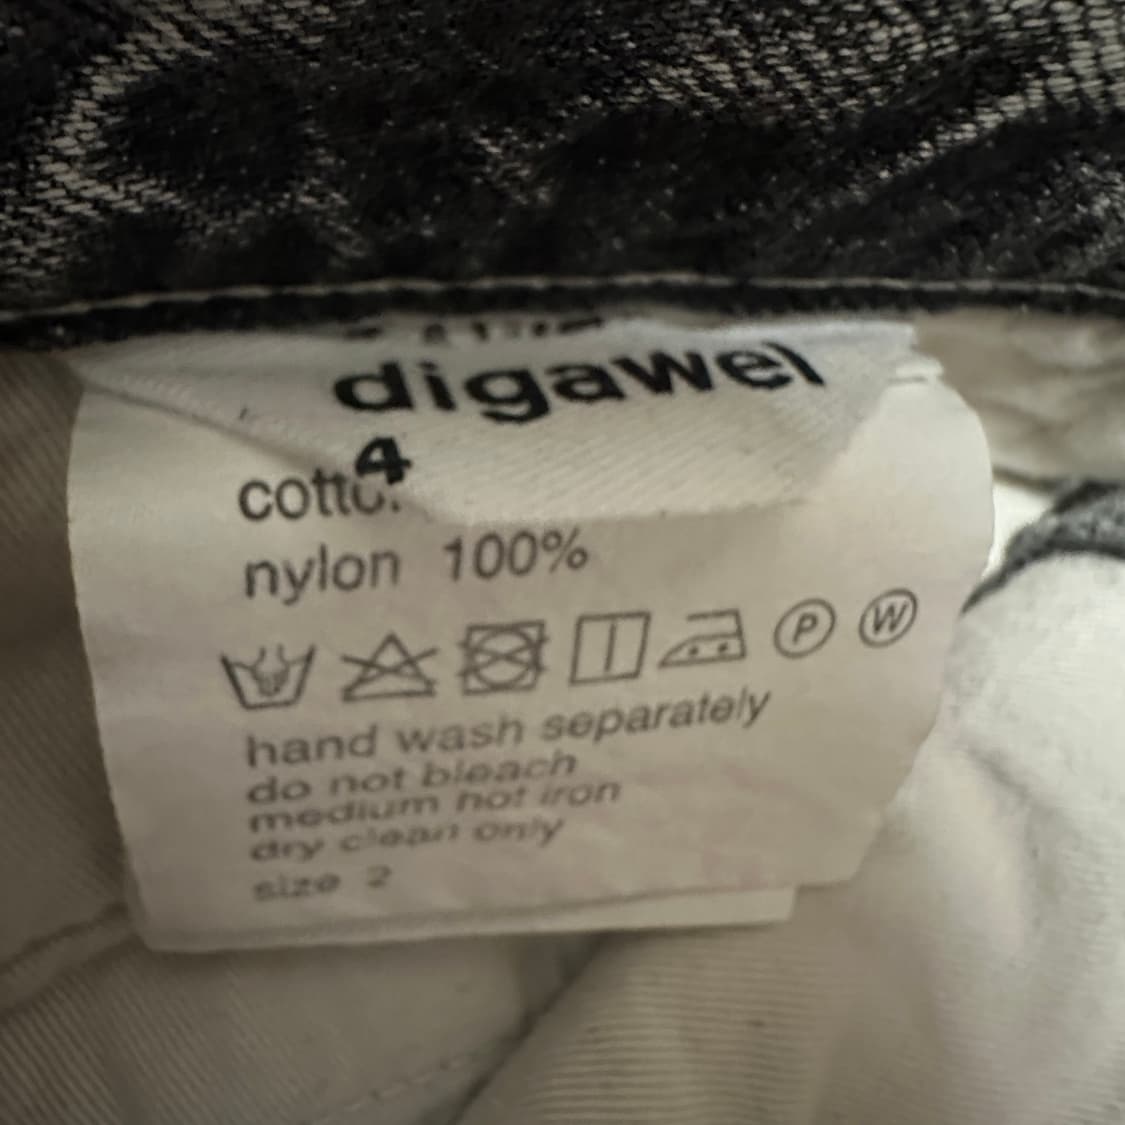 digawel
4
nylon 100%
P W
hand wash separately
do not bleach
medium hot iron
dry clean only
size 2